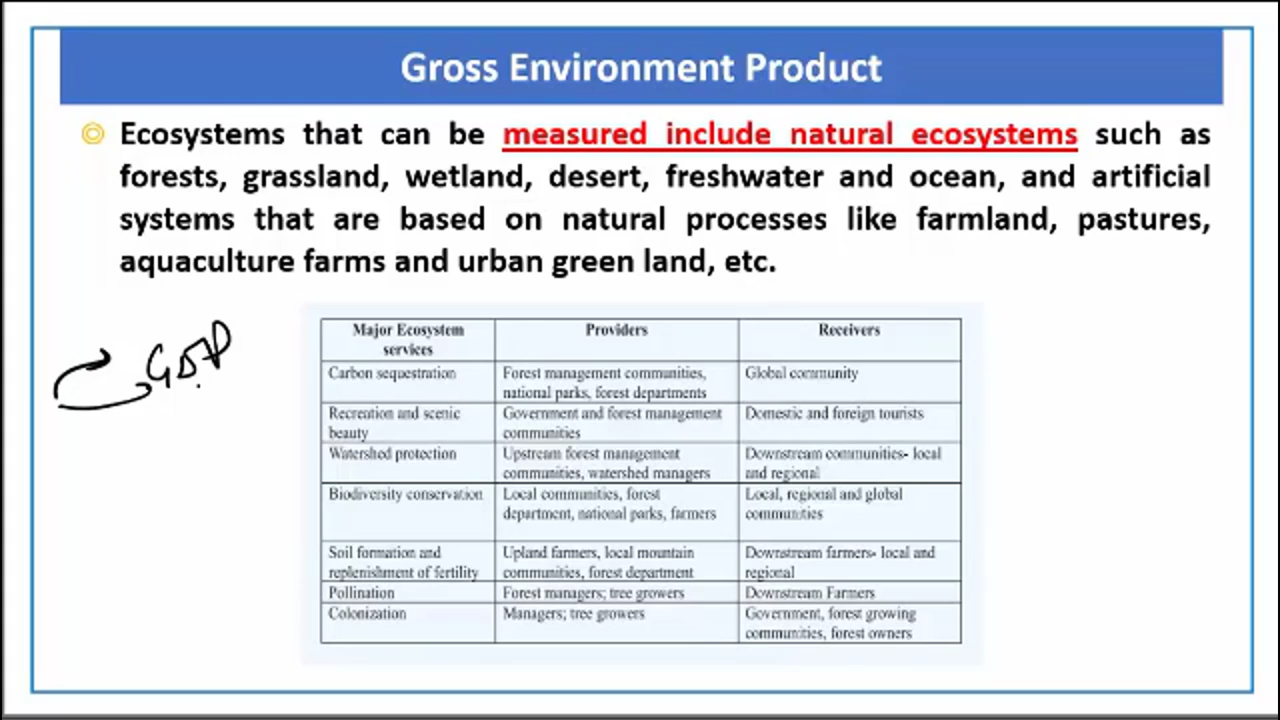 Gross Environment Product
Ecosystems that can be measured include natural ecosystems such as
forests, grassland, wetland, desert, freshwater and ocean, and artificial
systems that are based on natural processes like farmland, pastures,
aquaculture farms and urban green land, etc.
Major Ecosystem services	Providers	Receivers
Carbon sequestration	Forest management communities, national parks, forest departments	Global community
Recreation and scenic beauty	Government and forest management communities	Domestic and foreign tourists
Watershed protection	Upstream forest management communities, watershed managers	Downstream communities- local and regional
Biodiversity conservation	Local communities, forest department, national parks, farmers	Local, regional and global communities
Soil formation and replenishment of fertility	Upland farmers, local mountain communities, forest department	Downstream farmers- local and regional
Pollination	Forest managers; tree growers	Downstream Farmers
Colonization	Managers; tree growers	Government, forest growing communities, forest owners